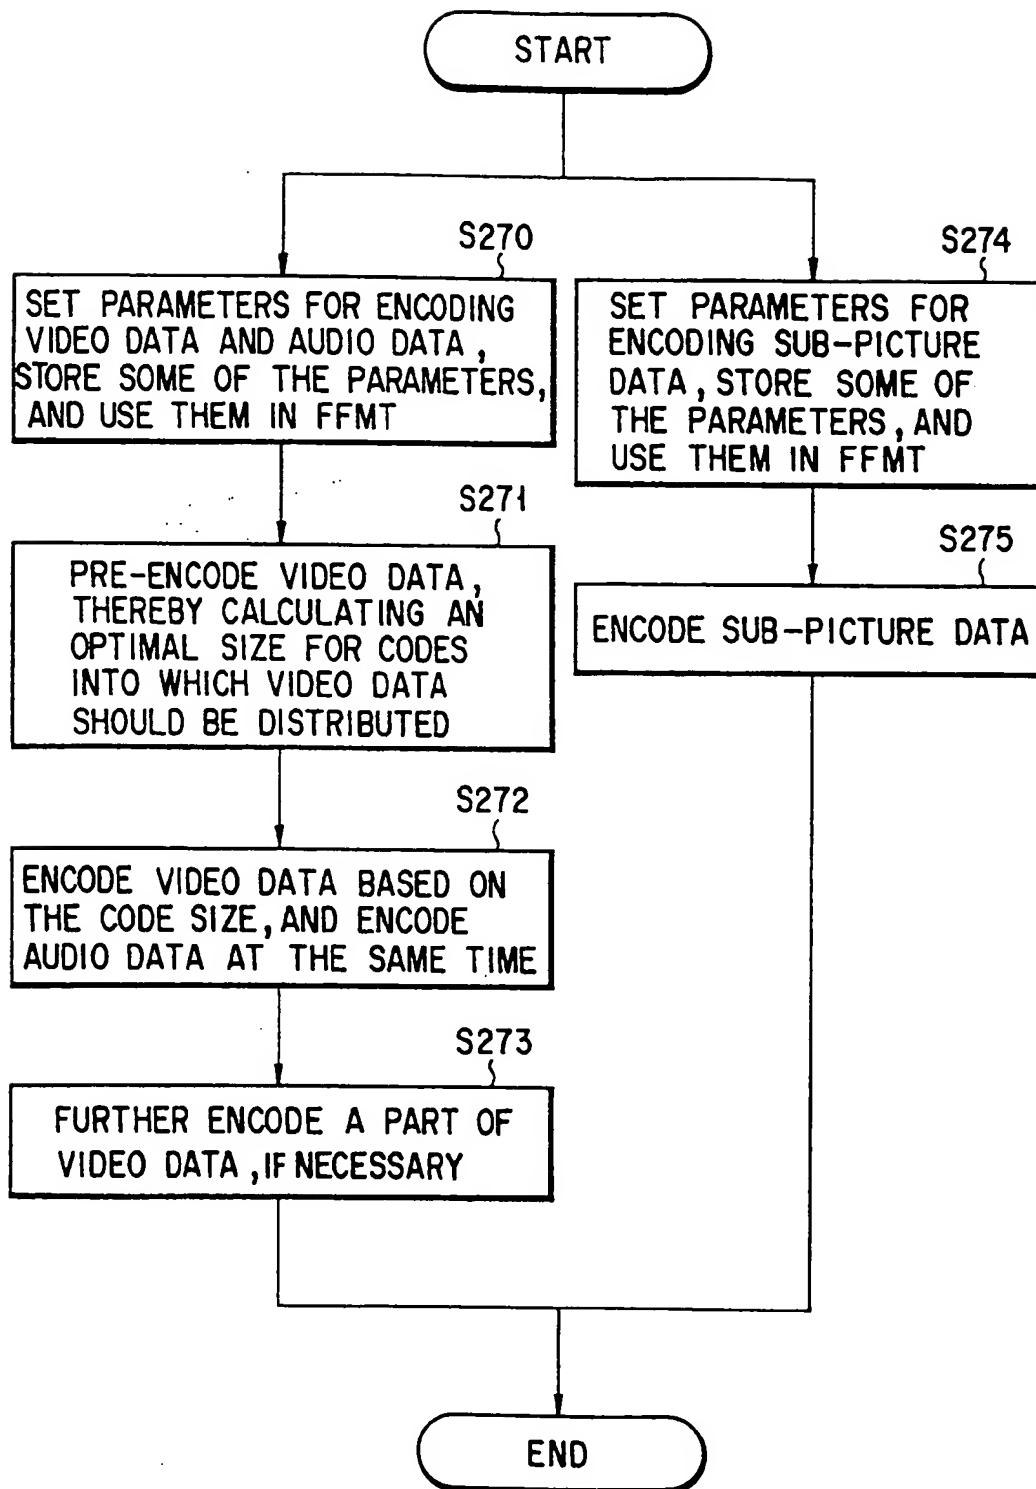 START
S270
SET PARAMETERS FOR ENCODING
VIDEO DATA AND AUDIO DATA,
STORE SOME OF THE PARAMETERS,
AND USE THEM IN FFMT
S271
PRE-ENCODE VIDEO DATA,
THEREBY CALCULATING AN
OPTIMAL SIZE FOR CODES
INTO WHICH VIDEO DATA
SHOULD BE DISTRIBUTED
S272
ENCODE VIDEO DATA BASED ON
THE CODE SIZE, AND ENCODE
AUDIO DATA AT THE SAME TIME
S273
FURTHER ENCODE A PART OF
VIDEO DATA, IF NECESSARY
S274
SET PARAMETERS FOR
ENCODING SUB-PICTURE
DATA, STORE SOME OF
THE PARAMETERS, AND
USE THEM IN FFMT
S275
ENCODE SUB-PICTURE DATA
END